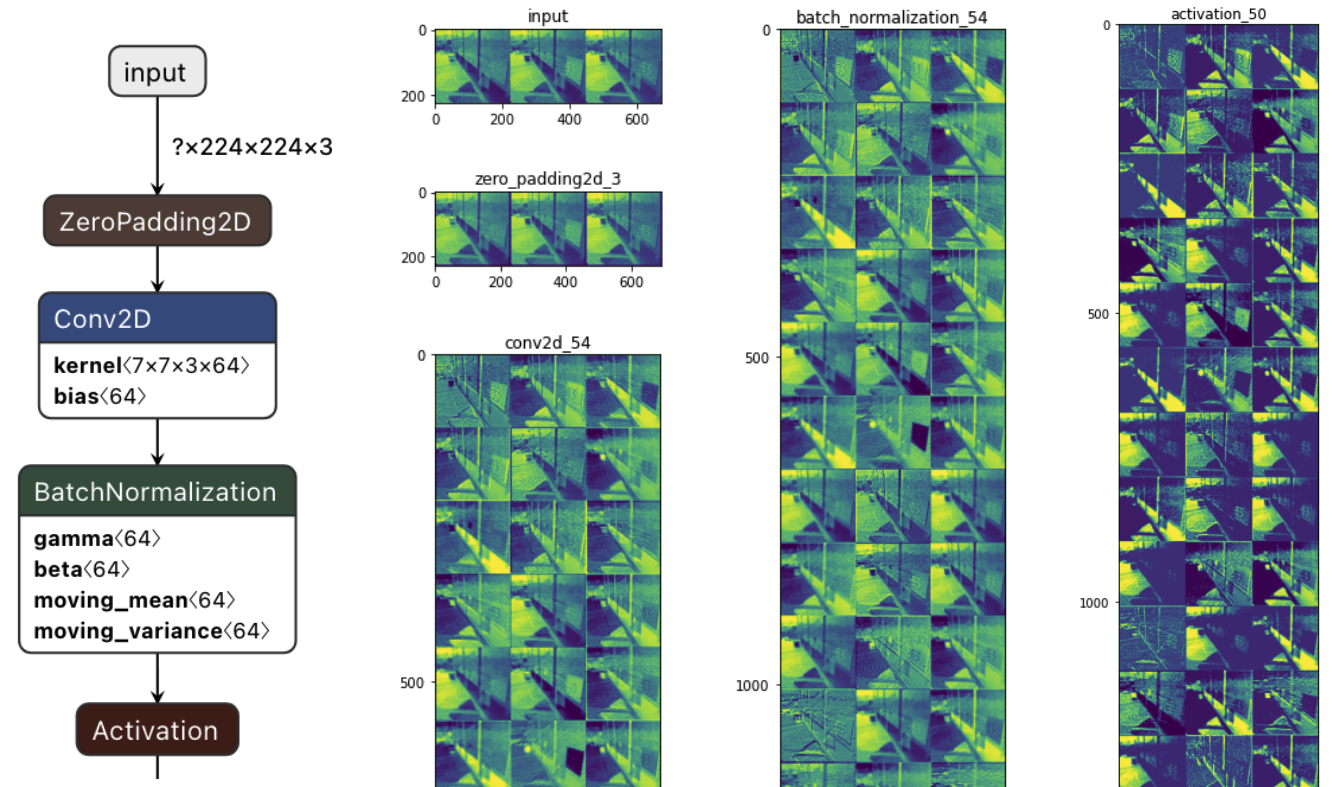 input
?×224×224×3
ZeroPadding2D
Conv2D
kernel〈7×7×3×64〉
bias〈64〉
BatchNormalization
gamma〈64〉
beta〈64〉
moving_mean〈64〉
moving_variance〈64〉
Activation
input
0
200
0 200 400 600
zero_padding2d_3
0
200
0 200 400 600
conv2d_54
0
500
batch_normalization_54
0
500
1000
activation_50
0
500
1000